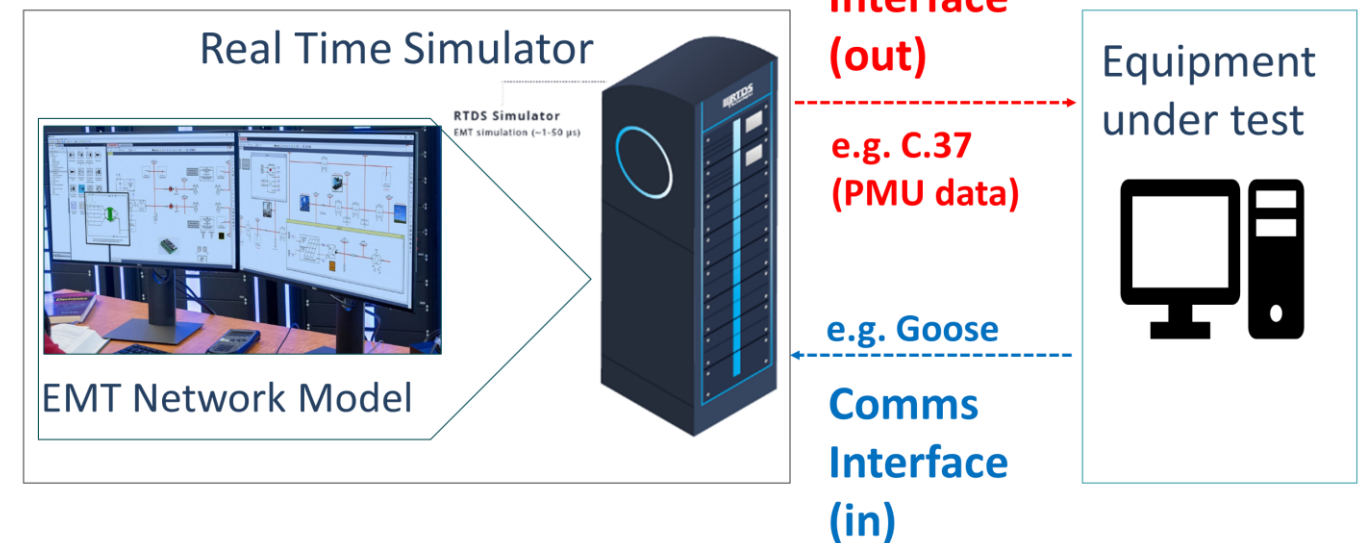 Interface
(out)
Real Time Simulator
RTDS Simulator
EMT simulation (~1-50 µs)
RTDS
Equipment
under test
e.g. C.37
(PMU data)
e.g. Goose
EMT Network Model
Comms
Interface
(in)